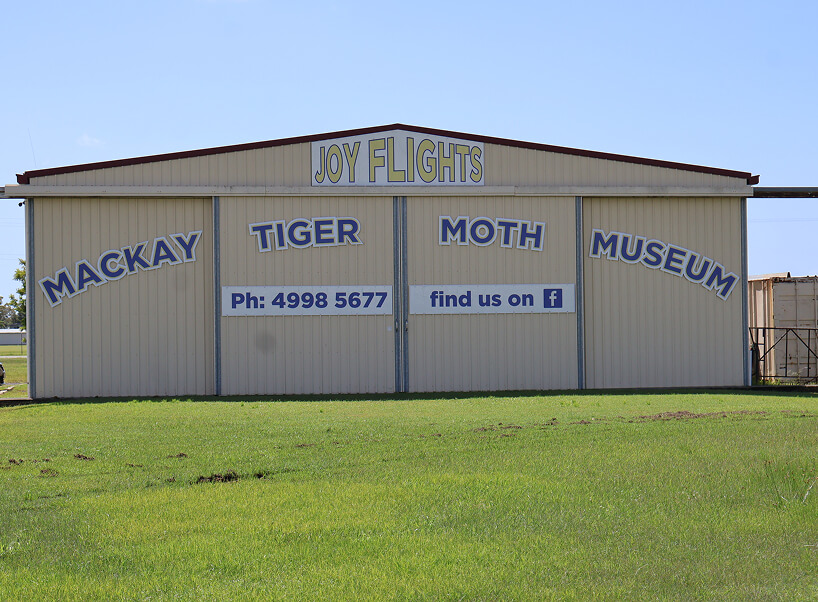 JOY FLIGHTS
MACKAY TIGER MOTH MUSEUM
Ph: 4998 5677
find us on f